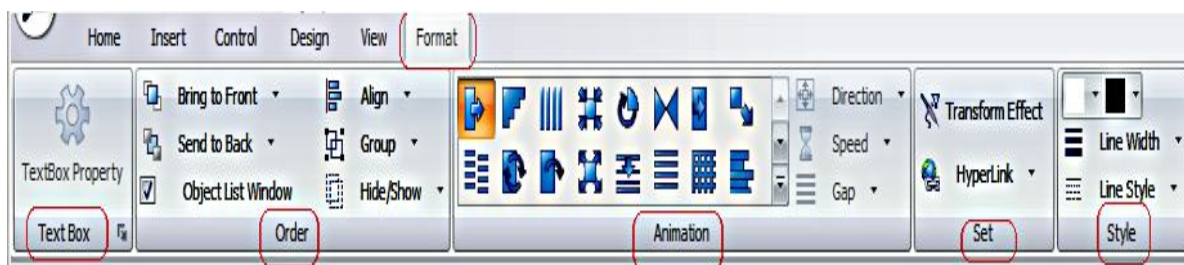 Home Insert Control Design View Format
Bring to Front Align Direction Transform Effect
Send to Back Group Speed Line Width
TextBox Property Object List Window Hide/Show Gap HyperLink Line Style
Text Box Order Animation Set Style